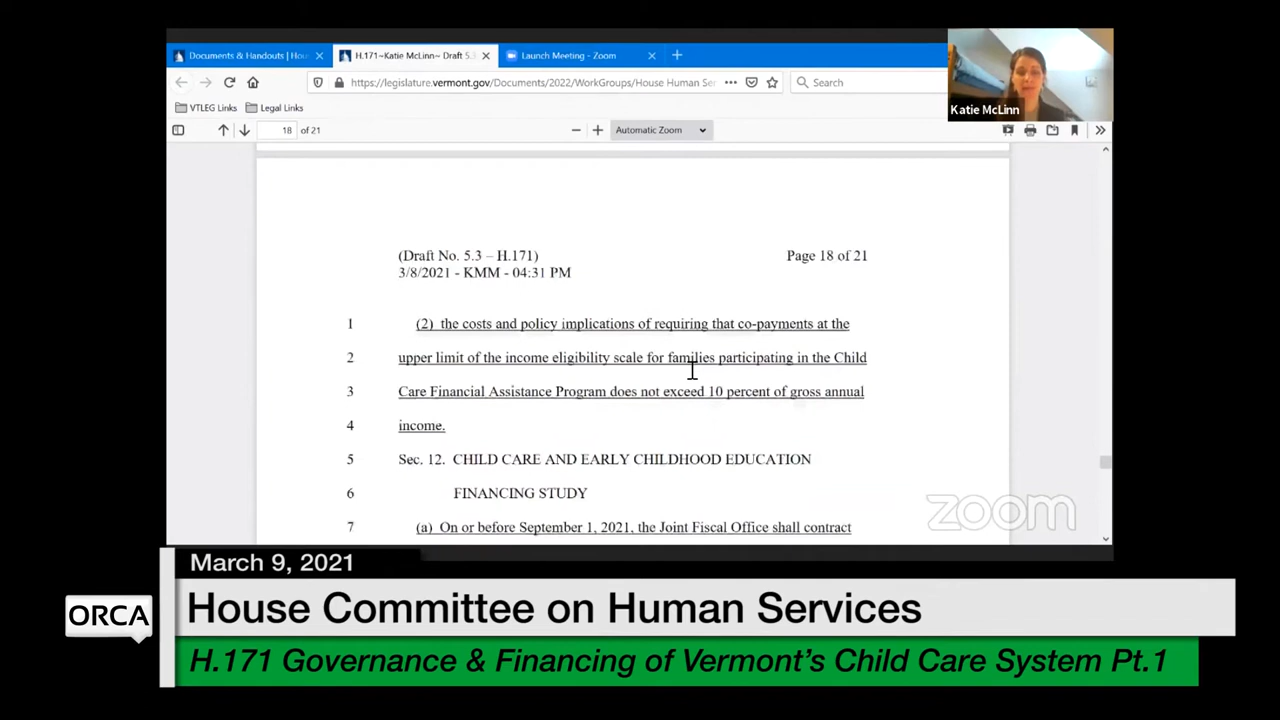 Documents & Handouts | Hou
H.171~Katie McLinn~ Draft 5.3
Launch Meeting - Zoom
https://legislature.vermont.gov/Documents/2022/WorkGroups/House Human Ser
Search
VTLEG Links
Legal Links
Katie McLinn
18 of 21
Automatic Zoom
(Draft No. 5.3 – H.171)
Page 18 of 21
3/8/2021 - KMM - 04:31 PM
1 (2) the costs and policy implications of requiring that co-payments at the
2 upper limit of the income eligibility scale for families participating in the Child
3 Care Financial Assistance Program does not exceed 10 percent of gross annual
4 income.
5 Sec. 12. CHILD CARE AND EARLY CHILDHOOD EDUCATION
6 FINANCING STUDY
7 (a) On or before September 1, 2021, the Joint Fiscal Office shall contract
zoom
March 9, 2021
ORCA
House Committee on Human Services
H.171 Governance & Financing of Vermont's Child Care System Pt.1